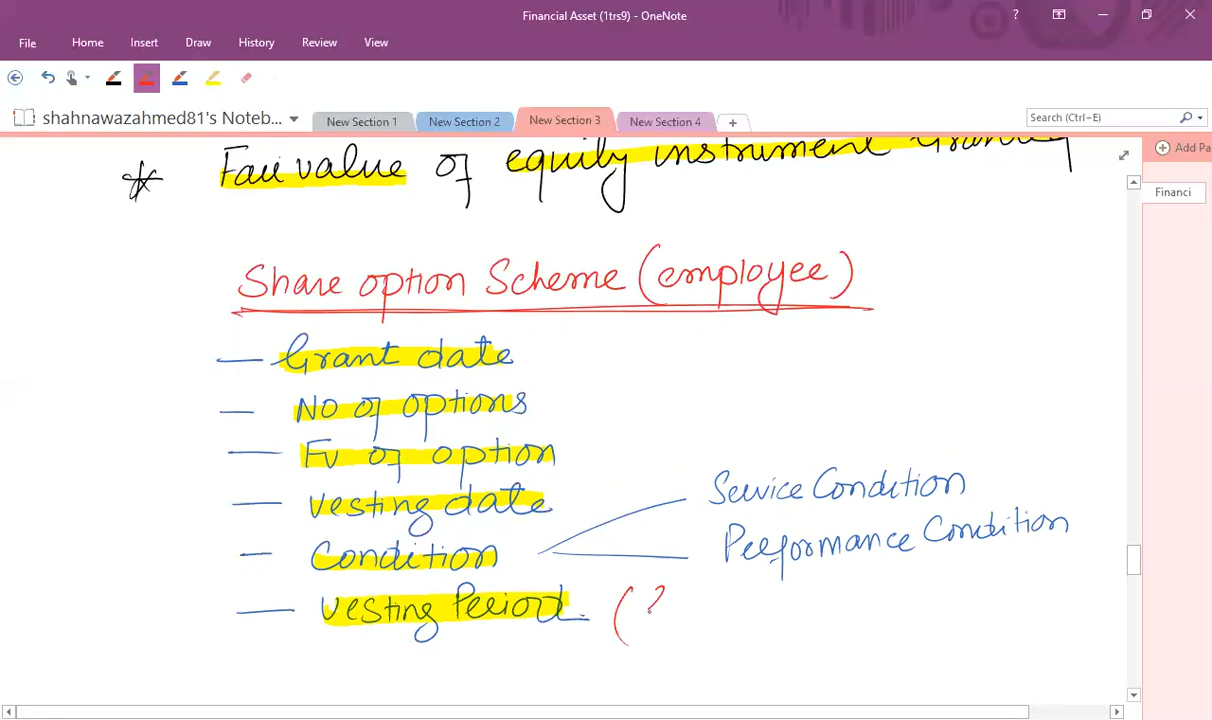 Financial Asset (1trs9) - OneNote
?
File Home Insert Draw History Review View
shahnawazahmed81's Noteb... New Section 1 New Section 2 New Section 3 New Section 4 + Search (Ctrl–E)
Add Pa
Financi
* Fair value of equity instrument Granted
Share option Scheme (employee)
— Grant date
— No of options
— Fv of option
— Vesting date
Service Condition
— Condition
Performance Condition
— Vesting Period (?